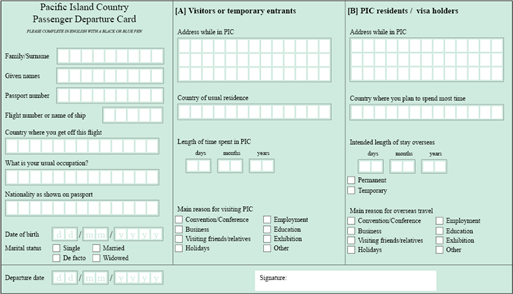 Pacific Island Country
Passenger Departure Card
PLEASE COMPLETE IN ENGLISH WITH A BLACK OR BLUE PEN
Family/Surname
Given names
Passport number
Flight number or name of ship
Country where you get off this flight
What is your usual occupation?
Nationality as shown on passport
Date of birth d d / m m / y y y y
Marital status Single Married
De facto Widowed
[A] Visitors or temporary entrants
Address while in PIC
Country of usual residence
Length of time spent in PIC
days months years
Main reason for visiting PIC
Convention/Conference Employment
Business Education
Visiting friends/relatives Exhibition
Holidays Other
[B] PIC residents / visa holders
Address while in PIC
Country where you plan to spend most time
Intended length of stay overseas
days months years
Permanent
Temporary
Main reason for overseas travel
Convention/Conference Employment
Business Education
Visiting friends/relatives Exhibition
Holidays Other
Departure date d d / m m / y y y y
Signature: